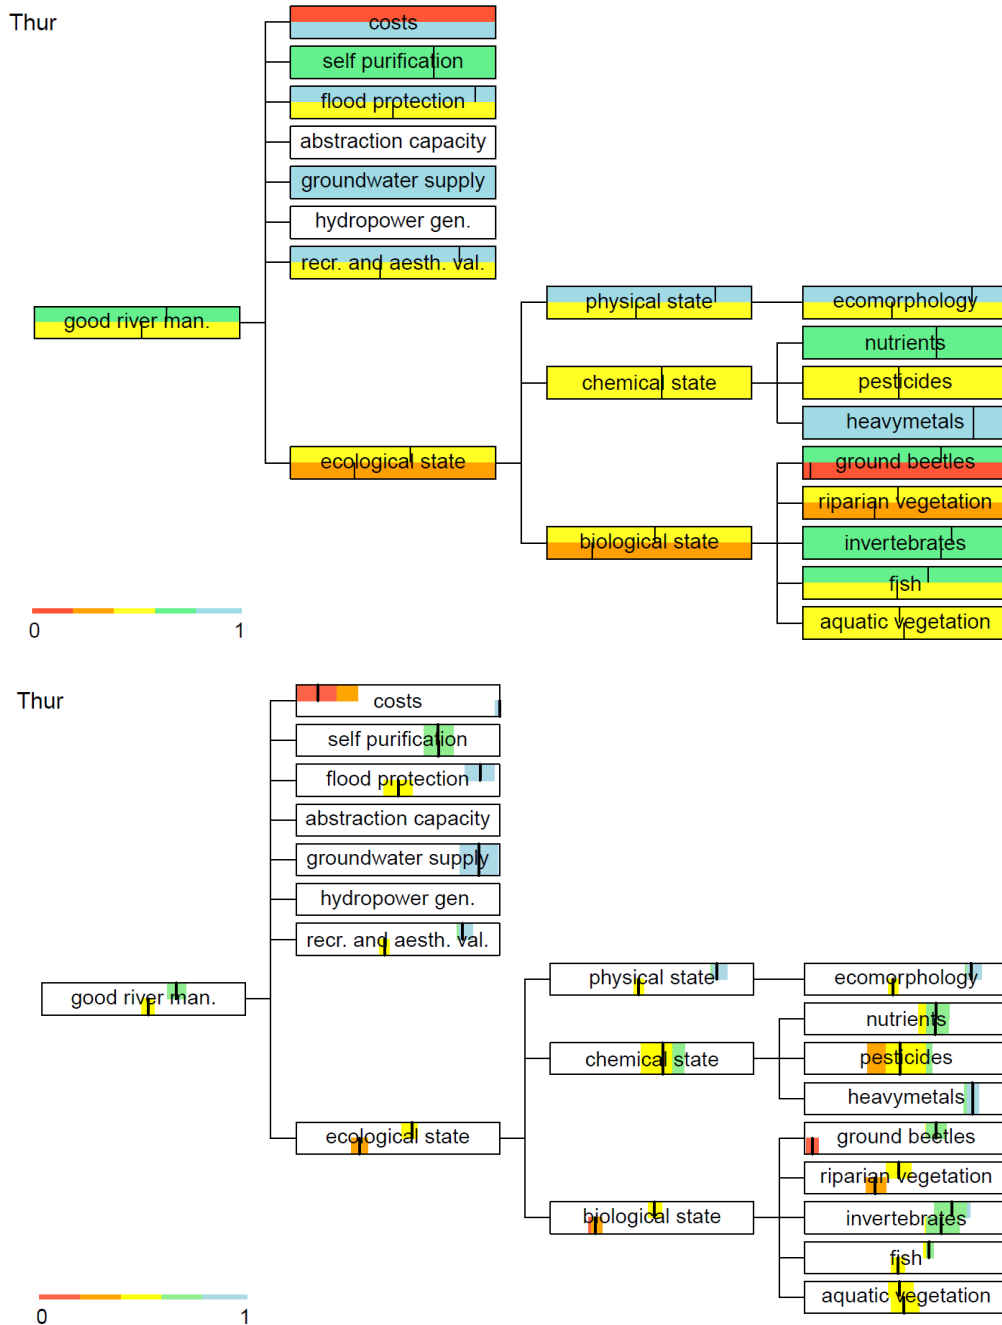 Thur
costs
self purification
flood protection
abstraction capacity
groundwater supply
hydropower gen.
recr. and aesth. val.
physical state
ecomorphology
good river man.
nutrients
chemical state
pesticides
heavymetals
ecological state
ground beetles
riparian vegetation
biological state
invertebrates
fish
aquatic vegetation
0 1
Thur
costs
self purification
flood protection
abstraction capacity
groundwater supply
hydropower gen.
recr. and aesth. val.
physical state
ecomorphology
good river man.
nutrients
chemical state
pesticides
heavymetals
ecological state
ground beetles
riparian vegetation
biological state
invertebrates
fish
aquatic vegetation
0 1